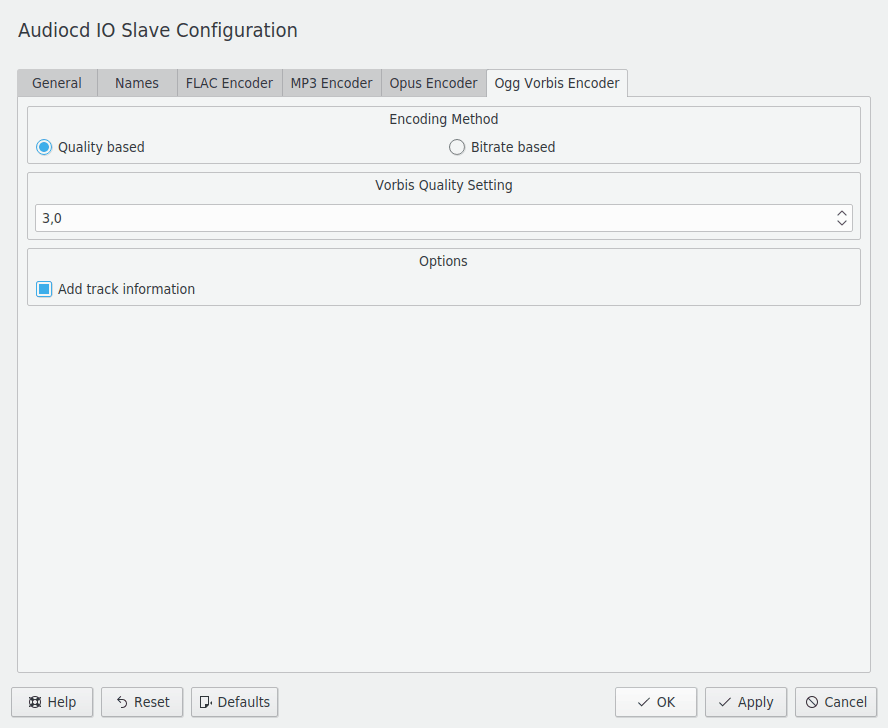 Audiocd IO Slave Configuration
General Names FLAC Encoder MP3 Encoder Opus Encoder Ogg Vorbis Encoder
Encoding Method
Quality based Bitrate based
Vorbis Quality Setting
3,0
Options
Add track information
Help Reset Defaults OK Apply Cancel